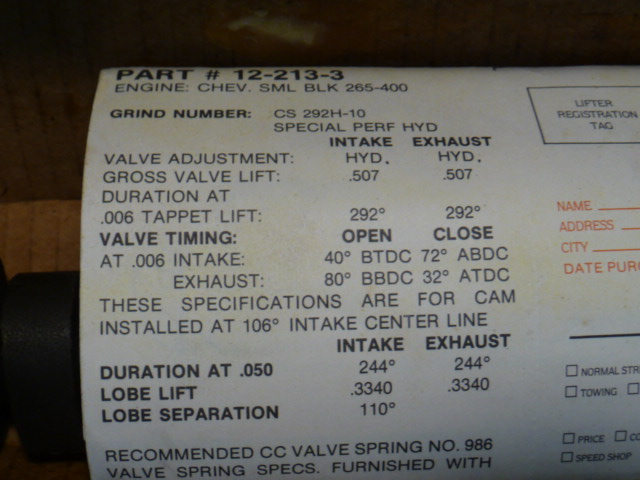 PART # 12-213-3
ENGINE: CHEV. SML BLK 265-400
GRIND NUMBER: CS 292H-10
SPECIAL PERF HYD
INTAKE EXHAUST
VALVE ADJUSTMENT: HYD. HYD.
GROSS VALVE LIFT: .507 .507
DURATION AT
.006 TAPPET LIFT: 292° 292°
VALVE TIMING: OPEN CLOSE
AT .006 INTAKE: 40° BTDC 72° ABDC
EXHAUST: 80° BBDC 32° ATDC
THESE SPECIFICATIONS ARE FOR CAM
INSTALLED AT 106° INTAKE CENTER LINE
INTAKE EXHAUST
DURATION AT .050 244° 244°
LOBE LIFT .3340 .3340
LOBE SEPARATION 110°
RECOMMENDED CC VALVE SPRING NO. 986
VALVE SPRING SPECS. FURNISHED WITH
LIFTER
REGISTRATION
TAG
NAME
ADDRESS
CITY
DATE PUR
NORMAL STR
TOWING
PRICE
SPEED SHOP